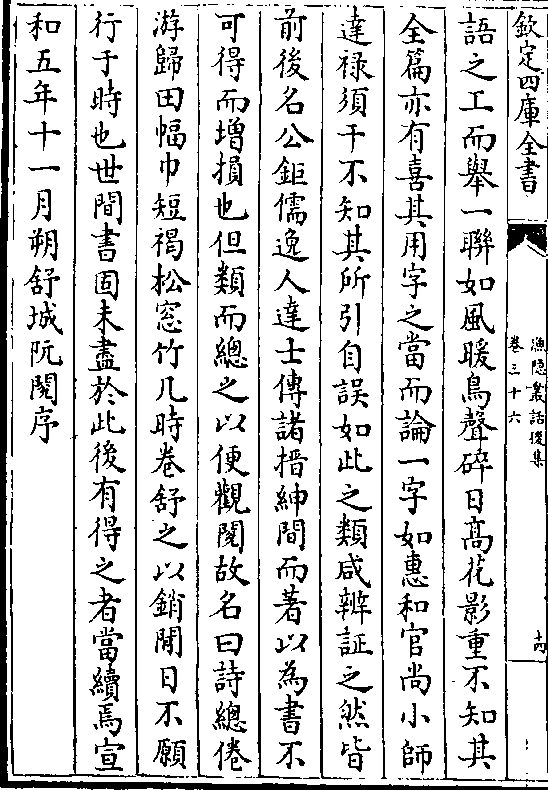 欽定四庫全書
漁隱叢話後集
卷三十六
十四
語之工而舉一聯如風暖鳥聲碎日髙花影重不知其
全篇亦有喜其用字之當而論一字如惠和官尚小師
達禄須干不知其所引自誤如此之類咸辨証之然皆
前後名公鉅儒逸人達士傳諸搢紳間而著以為書不
可得而增損也但類而總之以便觀閲故名曰詩總倦
游歸田幅巾短褐松窓竹几時卷舒之以銷閒日不願
行于時也世間書固未盡於此後有得之者當續焉宣
和五年十一月朔舒城阮閱序